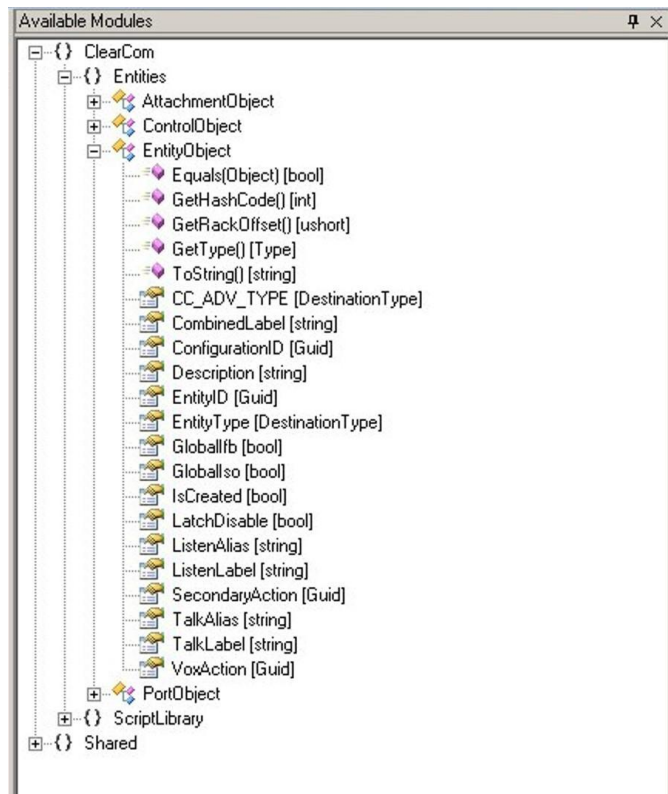 Available Modules
{} ClearCom
{} Entities
AttachmentObject
ControlObject
EntityObject
Equals(Object) [bool]
GetHashCode() [int]
GetRackOffset() [ushort]
GetType() [Type]
ToString() [string]
CC_ADV_TYPE [DestinationType]
CombinedLabel [string]
ConfigurationID [Guid]
Description [string]
EntityID [Guid]
EntityType [DestinationType]
GlobalIfb [bool]
GlobalIso [bool]
IsCreated [bool]
LatchDisable [bool]
ListenAlias [string]
ListenLabel [string]
SecondaryAction [Guid]
TalkAlias [string]
TalkLabel [string]
VoxAction [Guid]
PortObject
{} ScriptLibrary
{} Shared